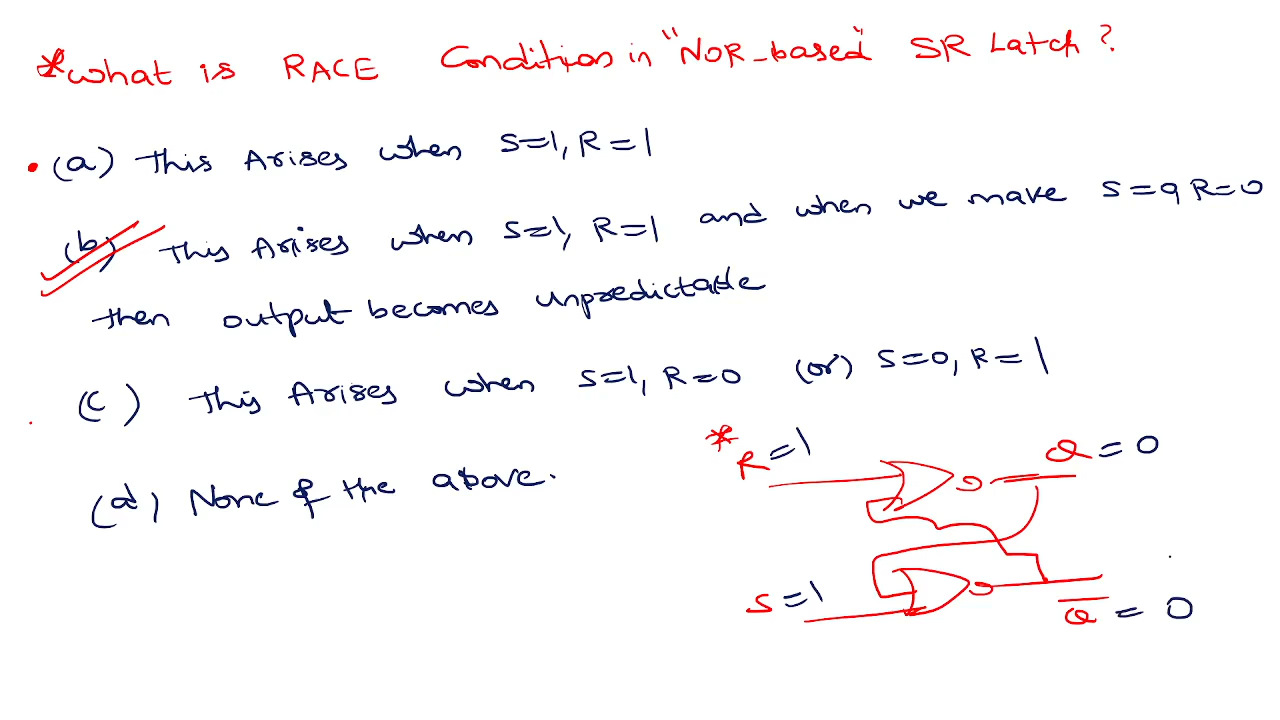 *What is RACE Condition in "NOR-based" SR Latch?
(a) This Arises when S=1, R=1
(b) This Arises when S=1, R=1 and when we make S=0, R=0
then output becomes unpredictable
(c) This Arises when S=1, R=0 (or) S=0, R=1
(d) None of the above.
* R=1
Q=0
S=1
Q̅=0